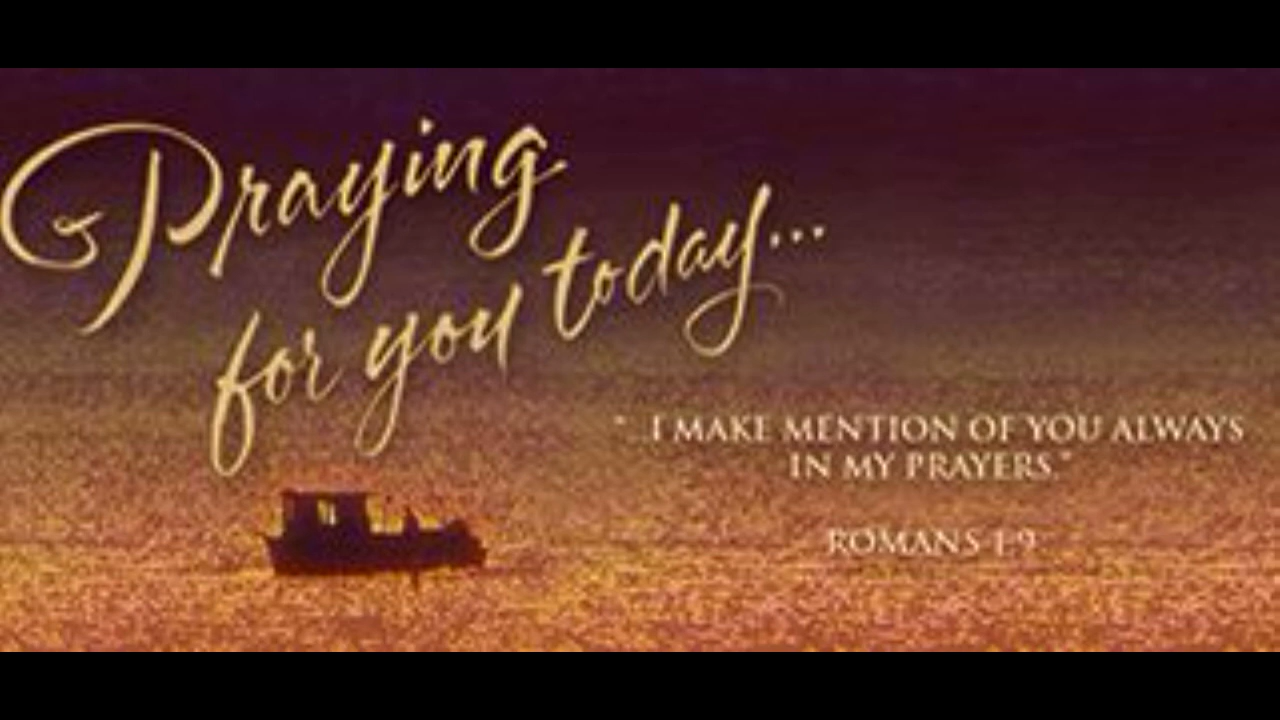 Praying
for you today...
"...I MAKE MENTION OF YOU ALWAYS
IN MY PRAYERS."
ROMANS 1:9